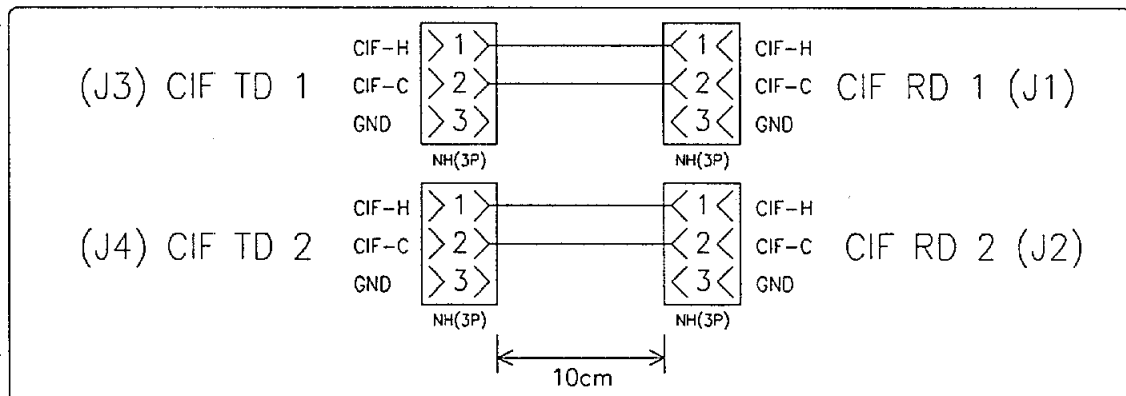 CIF-H 1 1 CIF-H
(J3) CIF TD 1 CIF-C 2 2 CIF-C CIF RD 1 (J1)
GND 3 3 GND
NH(3P) NH(3P)
CIF-H 1 1 CIF-H
(J4) CIF TD 2 CIF-C 2 2 CIF-C CIF RD 2 (J2)
GND 3 3 GND
NH(3P) NH(3P)
10cm